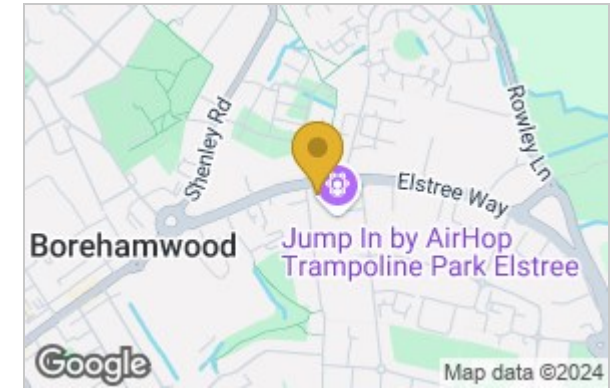 Shenley Rd
Rowley Ln
Elstree Way
Borehamwood
Jump In by AirHop
Trampoline Park Elstree
Google
Map data ©2024